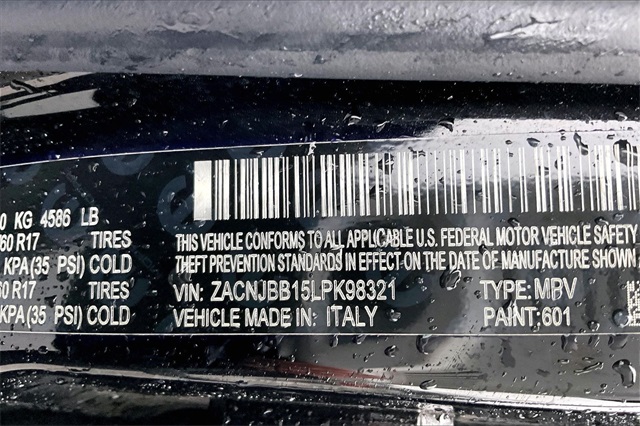 0 KG 4586 LB
60 R17 TIRES
KPA(35 PSI) COLD
60 R17 TIRES
KPA(35 PSI) COLD
THIS VEHICLE CONFORMS TO ALL APPLICABLE U.S. FEDERAL MOTOR VEHICLE SAFETY
THEFT PREVENTION STANDARDS IN EFFECT ON THE DATE OF MANUFACTURE SHOWN
VIN: ZACNJBB15LPK98321 TYPE: MPV
VEHICLE MADE IN: ITALY PAINT: 601